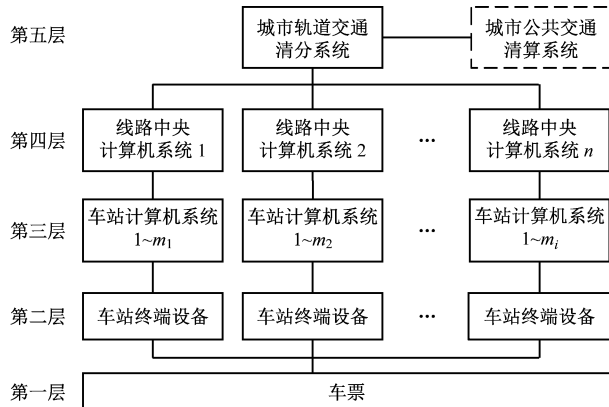 第五层
城市轨道交通
清分系统
城市公共交通
清算系统
第四层
线路中央
计算机系统 1
线路中央
计算机系统 2
···
线路中央
计算机系统 n
第三层
车站计算机系统
1~m₁
车站计算机系统
1~m₂
···
车站计算机系统
1~mᵢ
第二层
车站终端设备
车站终端设备
···
车站终端设备
第一层
车票